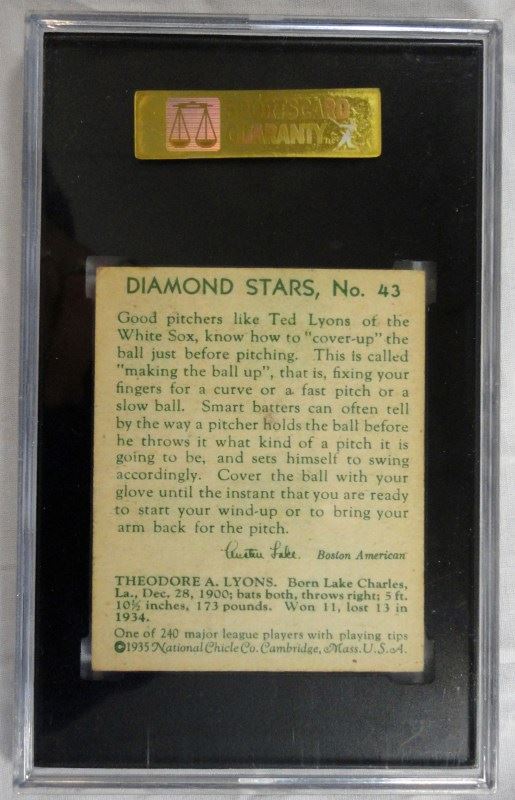 SPORTSCARD
GUARANTY
DIAMOND STARS, No. 43
Good pitchers like Ted Lyons of the
White Sox, know how to "cover-up" the
ball just before pitching. This is called
"making the ball up", that is, fixing your
fingers for a curve or a fast pitch or a
slow ball. Smart batters can often tell
by the way a pitcher holds the ball before
he throws it what kind of a pitch it is
going to be, and sets himself to swing
accordingly. Cover the ball with your
glove until the instant that you are ready
to start your wind-up or to bring your
arm back for the pitch.
Austen Lake. Boston American
THEODORE A. LYONS. Born Lake Charles,
La., Dec. 28, 1900; bats both, throws right; 5 ft.
10½ inches, 173 pounds. Won 11, lost 13 in
1934.
One of 240 major league players with playing tips
©1935 National Chicle Co. Cambridge, Mass. U.S.A.